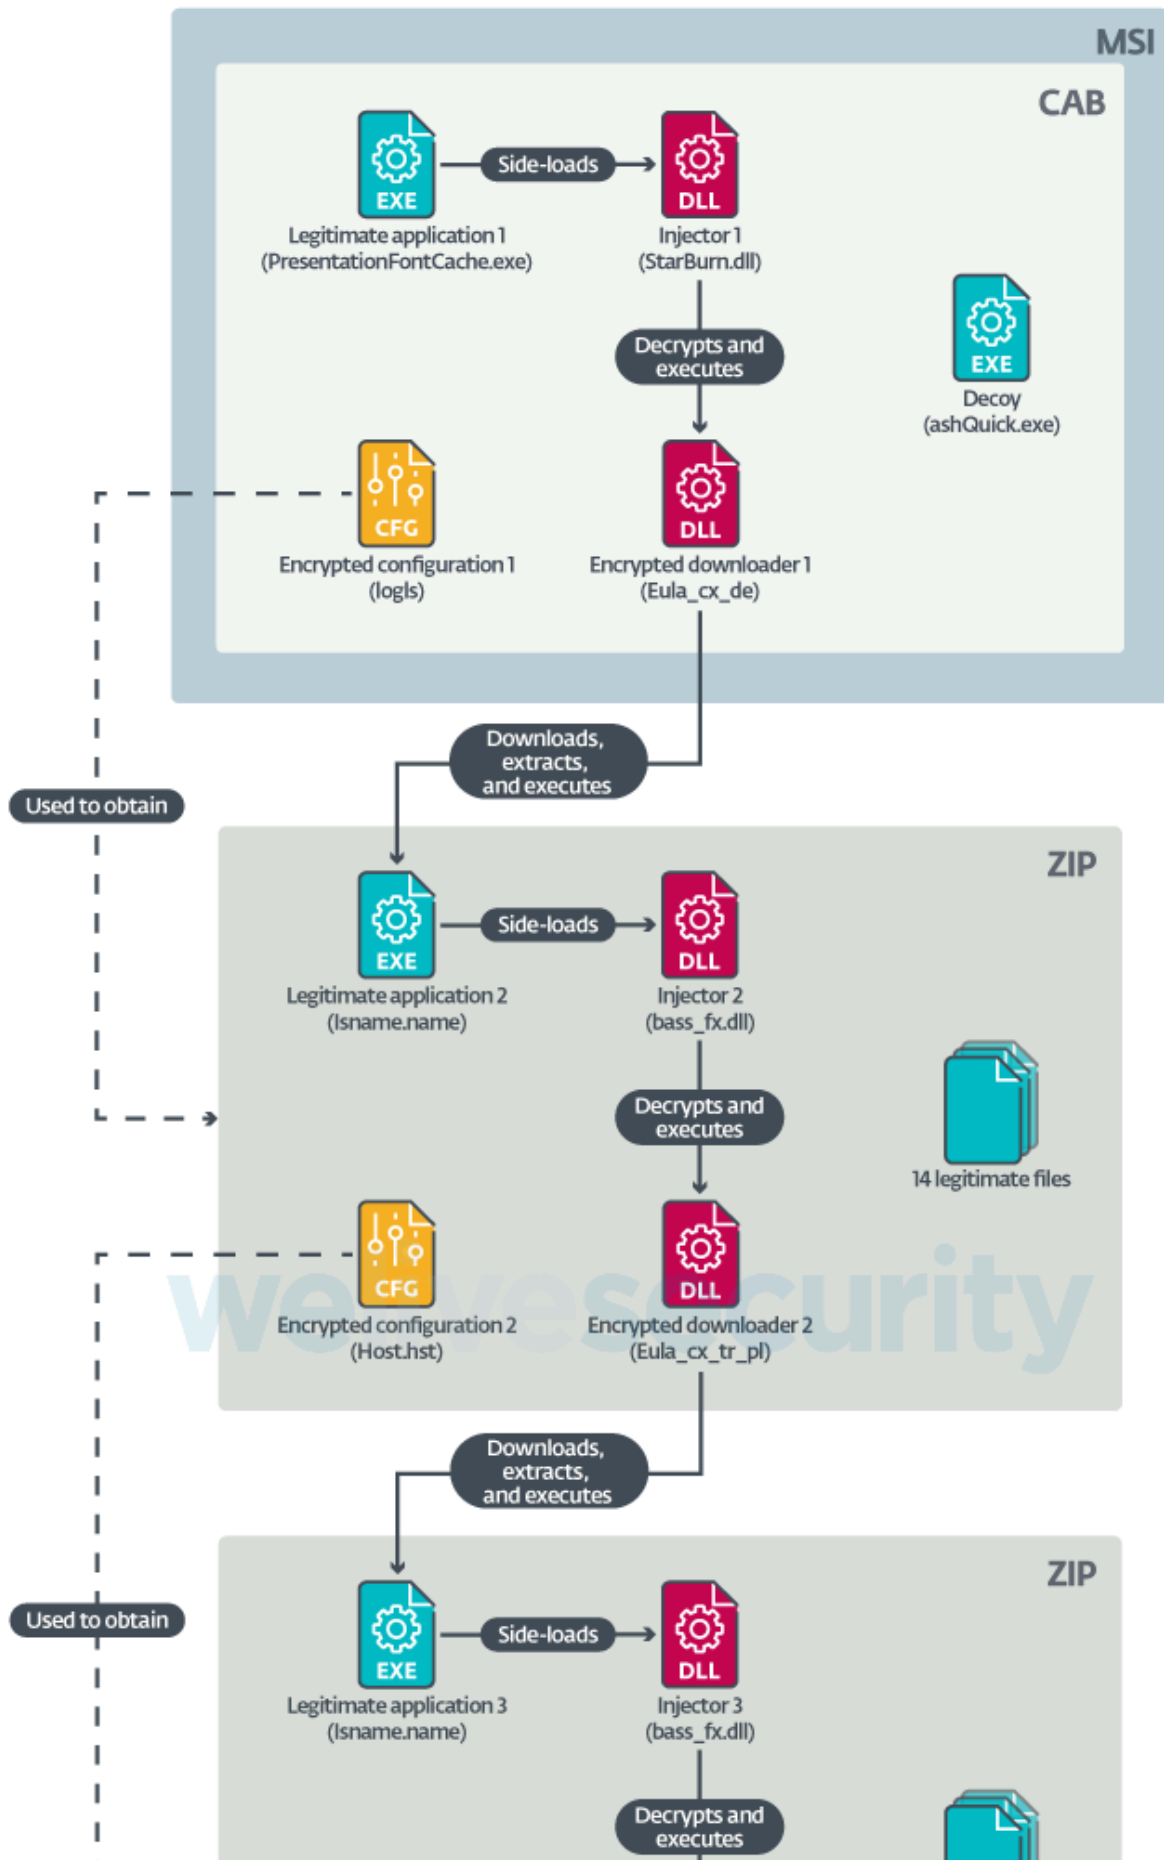 MSI
CAB
EXE
Side-loads
DLL
Legitimate application 1
(PresentationFontCache.exe)
Injector 1
(StarBurn.dll)
Decrypts and
executes
EXE
Decoy
(ashQuick.exe)
CFG
DLL
Encrypted configuration 1
(logls)
Encrypted downloader 1
(Eula_cx_de)
Downloads,
extracts,
and executes
Used to obtain
ZIP
EXE
Side-loads
DLL
Legitimate application 2
(lsname.name)
Injector 2
(bass_fx.dll)
Decrypts and
executes
14 legitimate files
CFG
DLL
welivesecurity
Encrypted configuration 2
(Host.hst)
Encrypted downloader 2
(Eula_cx_tr_pl)
Downloads,
extracts,
and executes
ZIP
Used to obtain
EXE
Side-loads
DLL
Legitimate application 3
(lsname.name)
Injector 3
(bass_fx.dll)
Decrypts and
executes